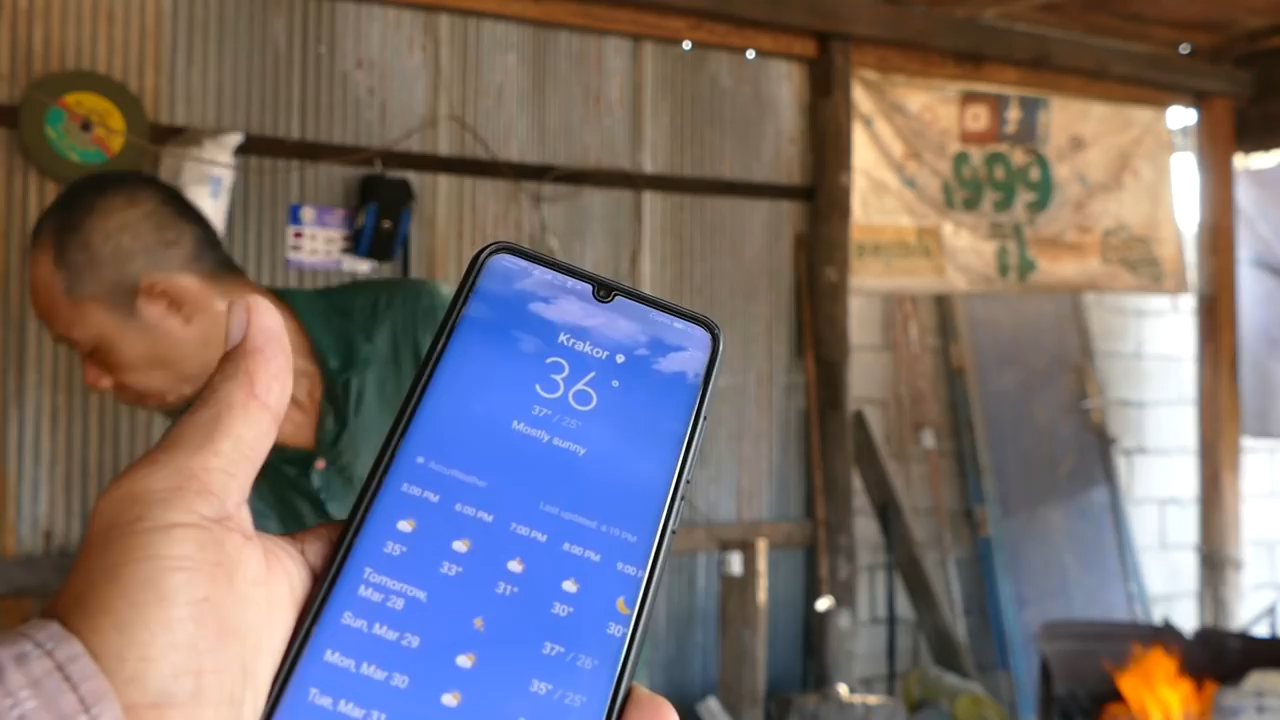 Krakor
36°
37° / 25°
Mostly sunny
AccuWeather
Last updated: 4:19 PM
5:00 PM
6:00 PM
7:00 PM
8:00 PM
9:00 P
35°
33°
31°
30°
30°
Tomorrow,
Mar 28
37° / 26°
Sun, Mar 29
35° / 25°
Mon, Mar 30
Tue, Mar 31